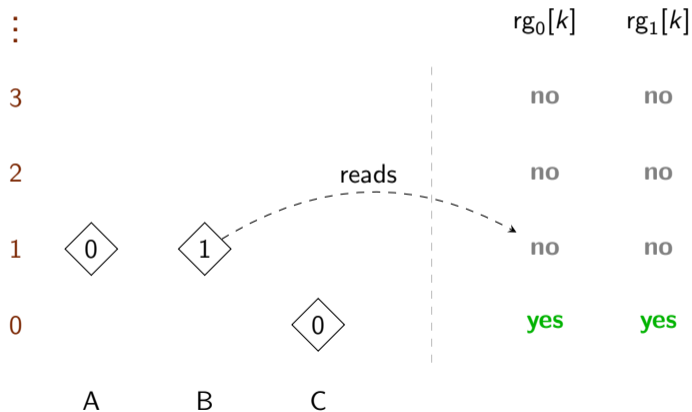 ⋮ rg₀[k] rg₁[k]
3 no no
2 reads no no
1 0 1 no no
0 0 yes yes
A B C